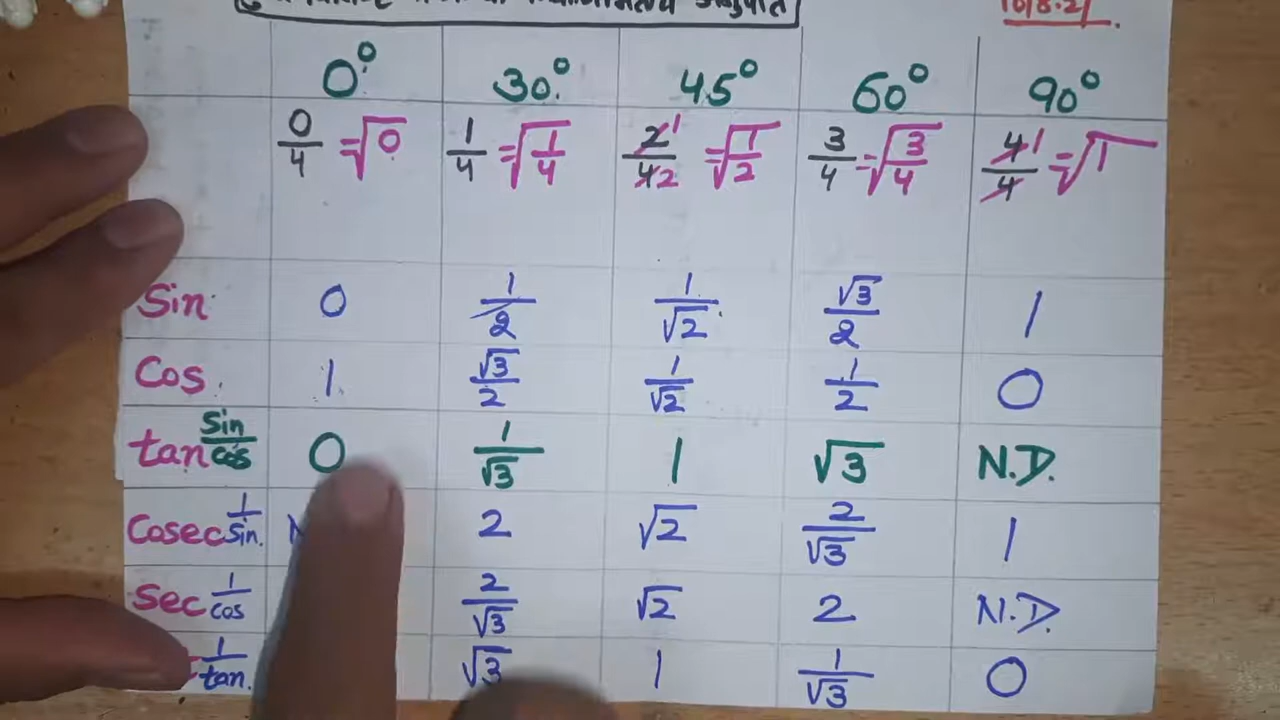 0° 30° 45° 60° 90°
0/4 = √0 1/4 = √1/4 2/4 1 2 = √1/2 3/4 = √3/4 4/4 1 = √1
Sin 0 1/2 1/√2 √3/2 1
Cos 1 √3/2 1/√2 1/2 0
tan Sin/cos 0 1/√3 1 √3 N.D.
Cosec 1/sin. 2 √2 2/√3 1
Sec 1/cos 2/√3 √2 2 N.D.
1/tan. √3 1 1/√3 0